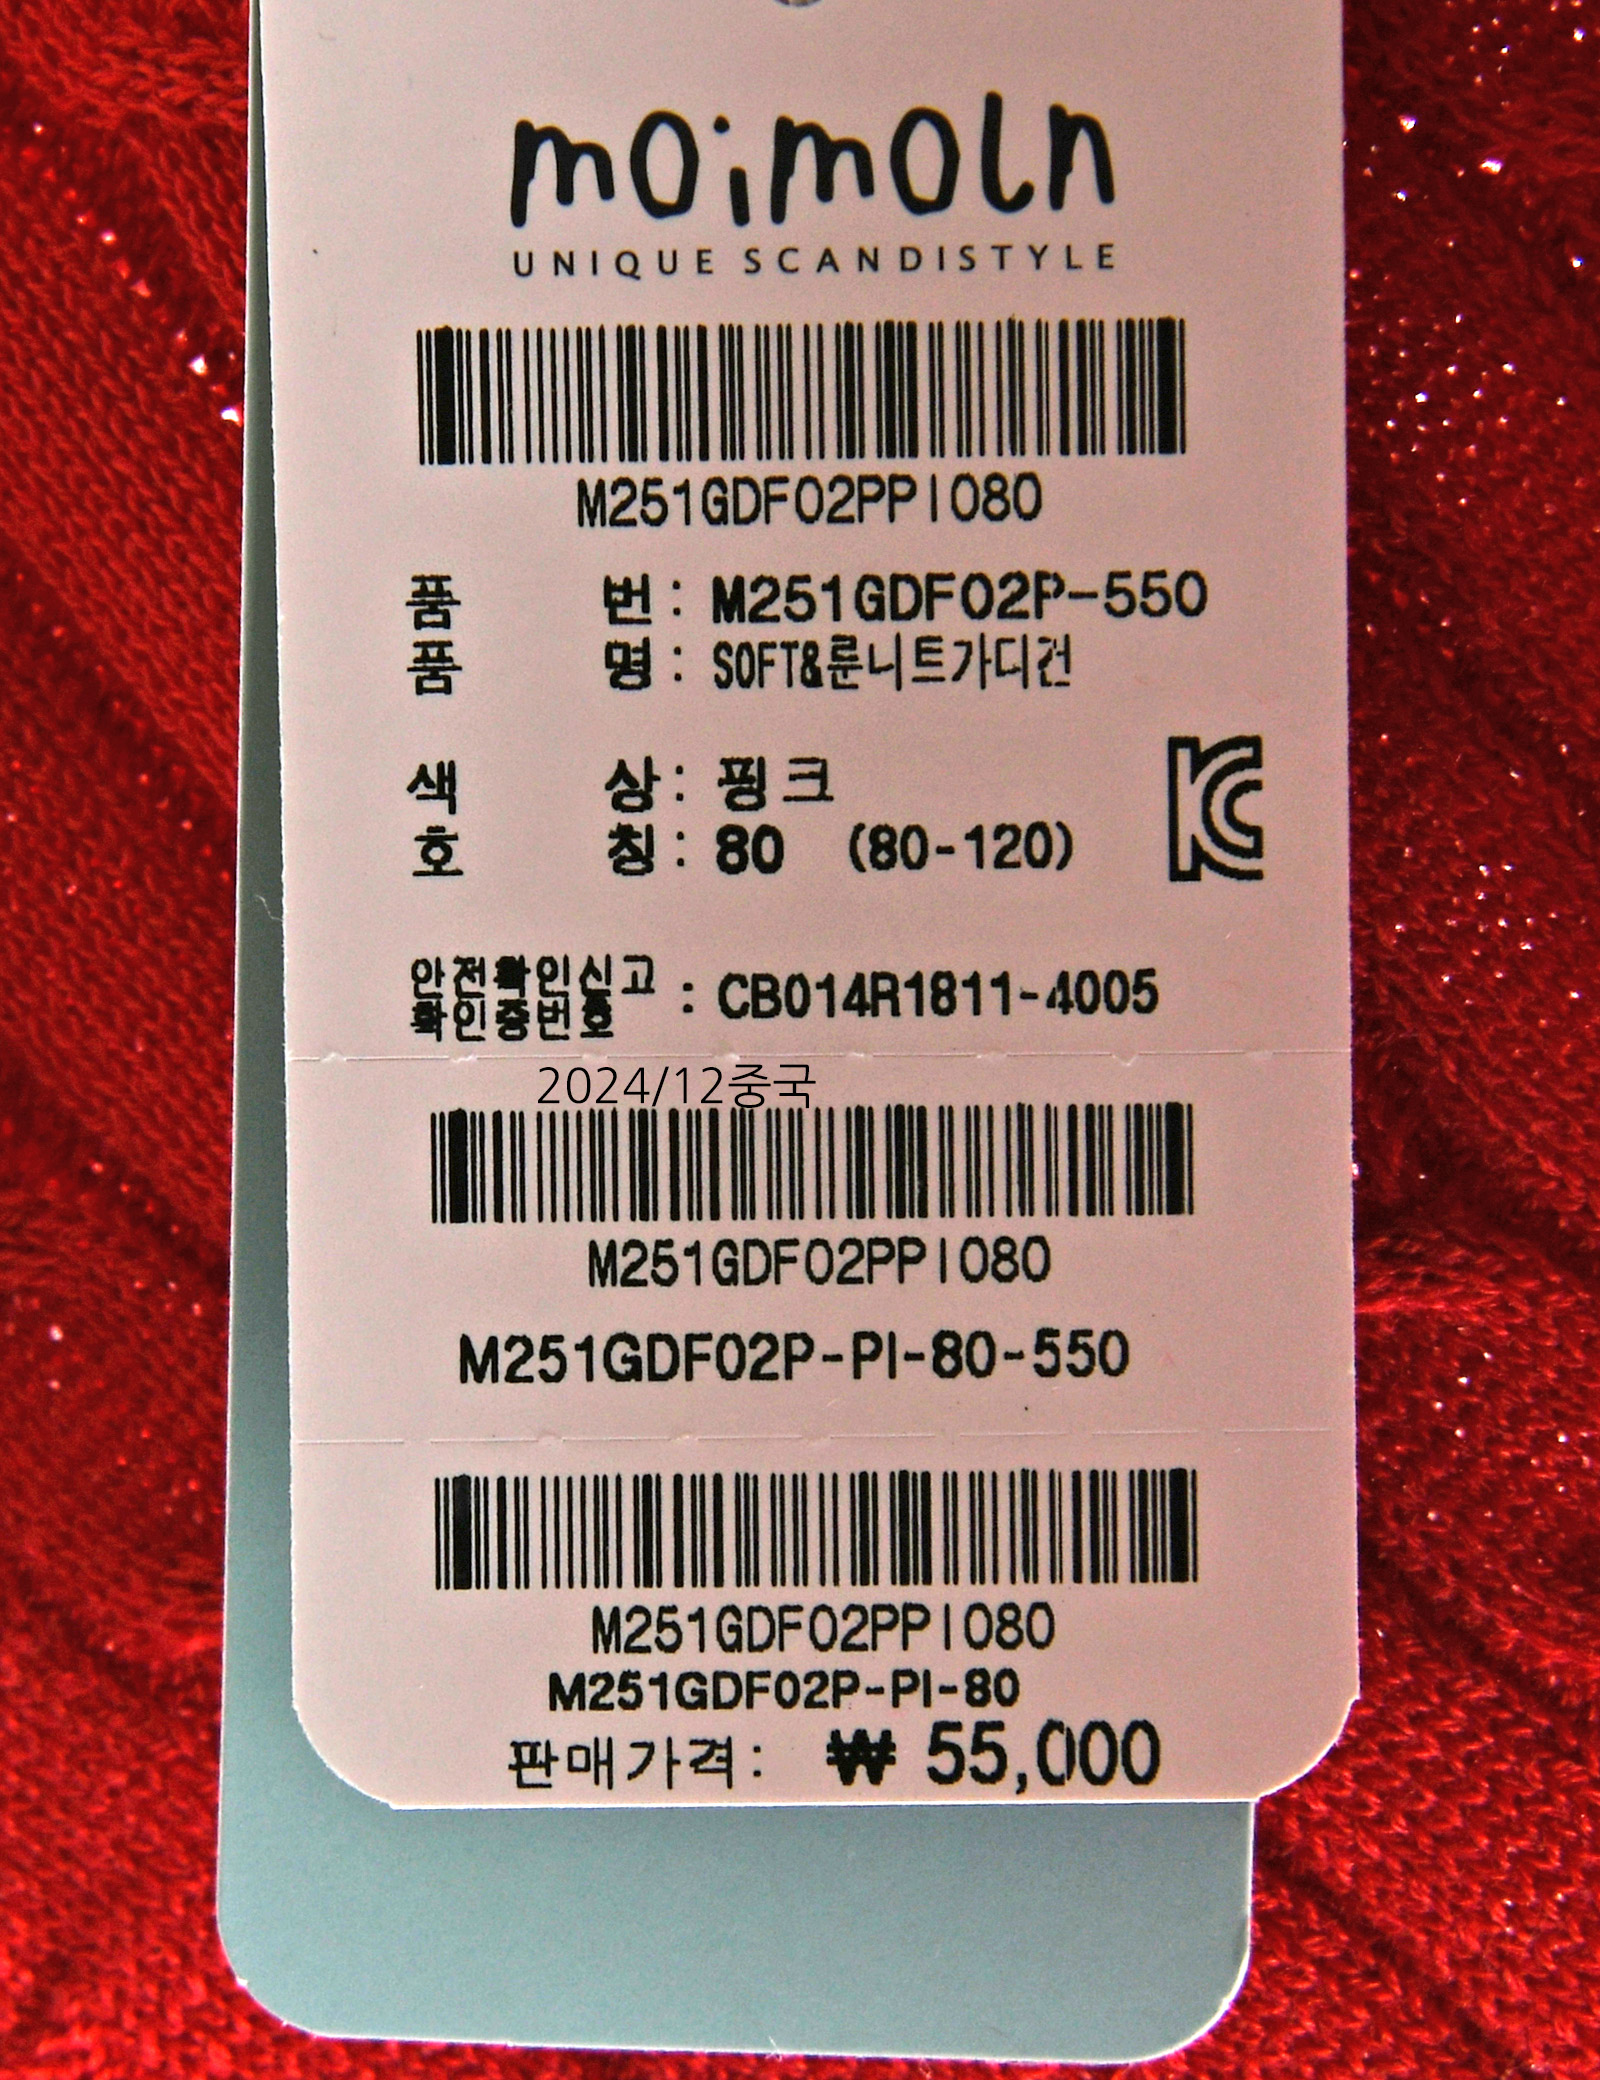 moimoln
UNIQUE SCANDISTYLE
M251GDF02PPI080
품 번 : M251GDF02P-550
품 명 : SOFT&룬니트가디건
색 상 : 핑크
호 칭 : 80 (80-120)
KC
안전확인신고
확인증번호 : CB014R1811-4005
2024/12중국
M251GDF02PPI080
M251GDF02P-PI-80-550
M251GDF02PPI080
M251GDF02P-PI-80
판매가격: ₩ 55,000